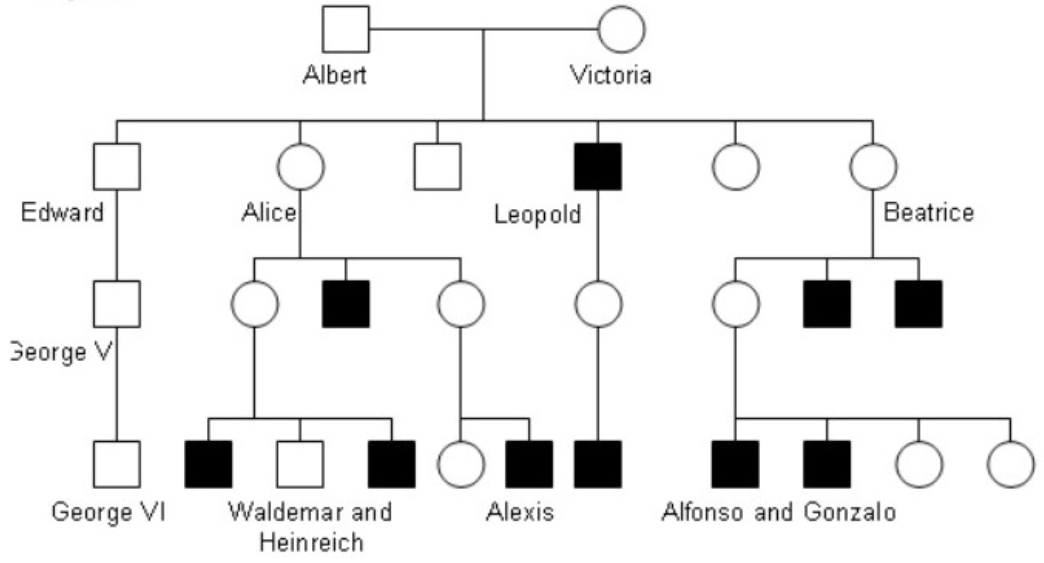 Albert
Victoria
Edward
Alice
Leopold
Beatrice
George V
George VI
Waldemar and
Heinreich
Alexis
Alfonso and Gonzalo